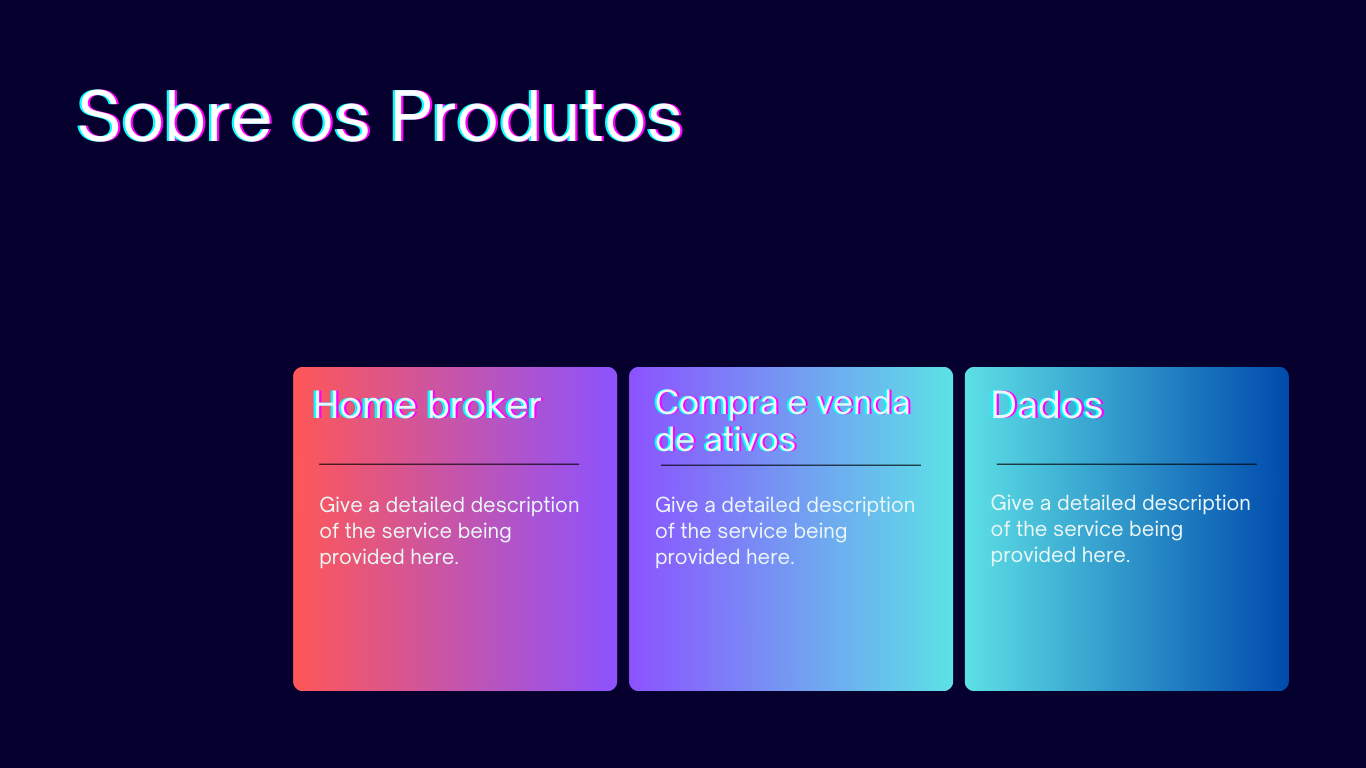 Sobre os Produtos
Home broker
Give a detailed description
of the service being
provided here.
Compra e venda
de ativos
Give a detailed description
of the service being
provided here.
Dados
Give a detailed description
of the service being
provided here.